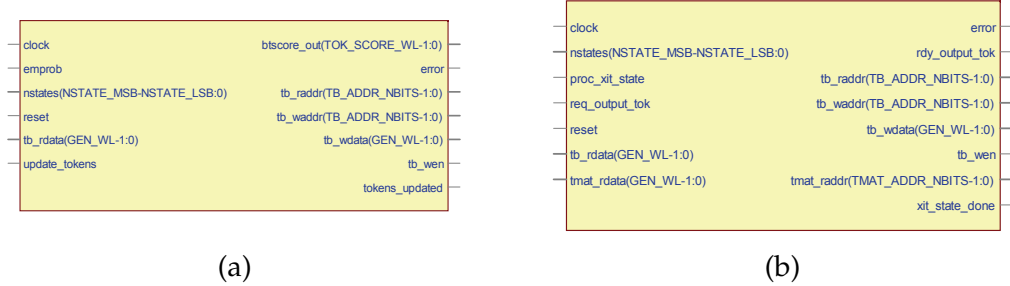 clock
emprob
nstates(NSTATE_MSB-NSTATE_LSB:0)
reset
tb_rdata(GEN_WL-1:0)
update_tokens
btscore_out(TOK_SCORE_WL-1:0)
error
tb_raddr(TB_ADDR_NBITS-1:0)
tb_waddr(TB_ADDR_NBITS-1:0)
tb_wdata(GEN_WL-1:0)
tb_wen
tokens_updated
(a)
clock
nstates(NSTATE_MSB-NSTATE_LSB:0)
proc_xit_state
req_output_tok
reset
tb_rdata(GEN_WL-1:0)
tmat_rdata(GEN_WL-1:0)
error
rdy_output_tok
tb_raddr(TB_ADDR_NBITS-1:0)
tb_waddr(TB_ADDR_NBITS-1:0)
tb_wdata(GEN_WL-1:0)
tb_wen
tmat_raddr(TMAT_ADDR_NBITS-1:0)
xit_state_done
(b)